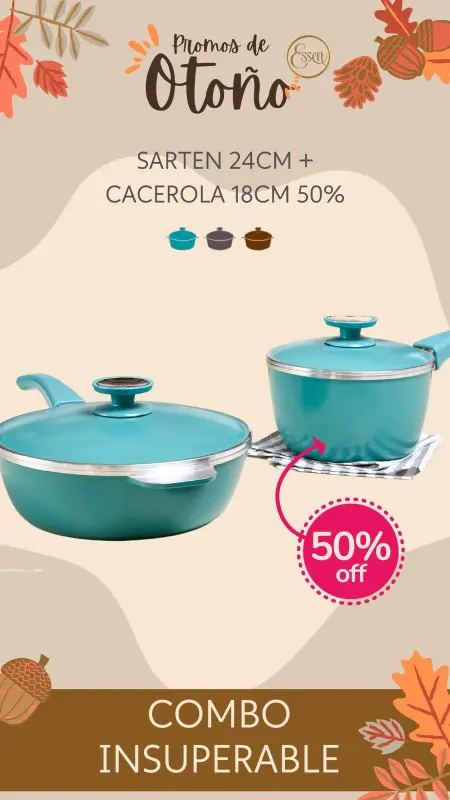 Promos de
Otoño
Essen
SARTEN 24CM +
CACEROLA 18CM 50%
50%
off
COMBO
INSUPERABLE